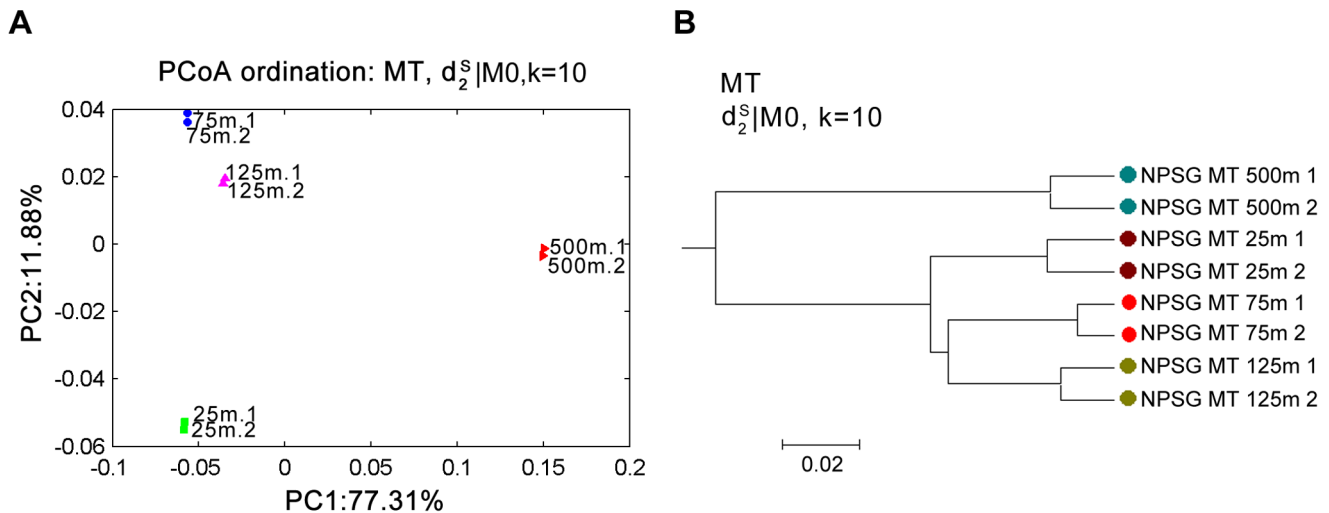 A
PCoA ordination: MT, d₂ˢ|M0,k=10
0.04
0.02
0
-0.02
-0.04
-0.06
PC2:11.88%
75m.1
75m.2
125m.1
125m.2
500m.1
500m.2
25m.1
25m.2
-0.1
-0.05
0
0.05
0.1
0.15
0.2
PC1:77.31%
B
MT
d₂ˢ|M0, k=10
NPSG MT 500m 1
NPSG MT 500m 2
NPSG MT 25m 1
NPSG MT 25m 2
NPSG MT 75m 1
NPSG MT 75m 2
NPSG MT 125m 1
NPSG MT 125m 2
0.02